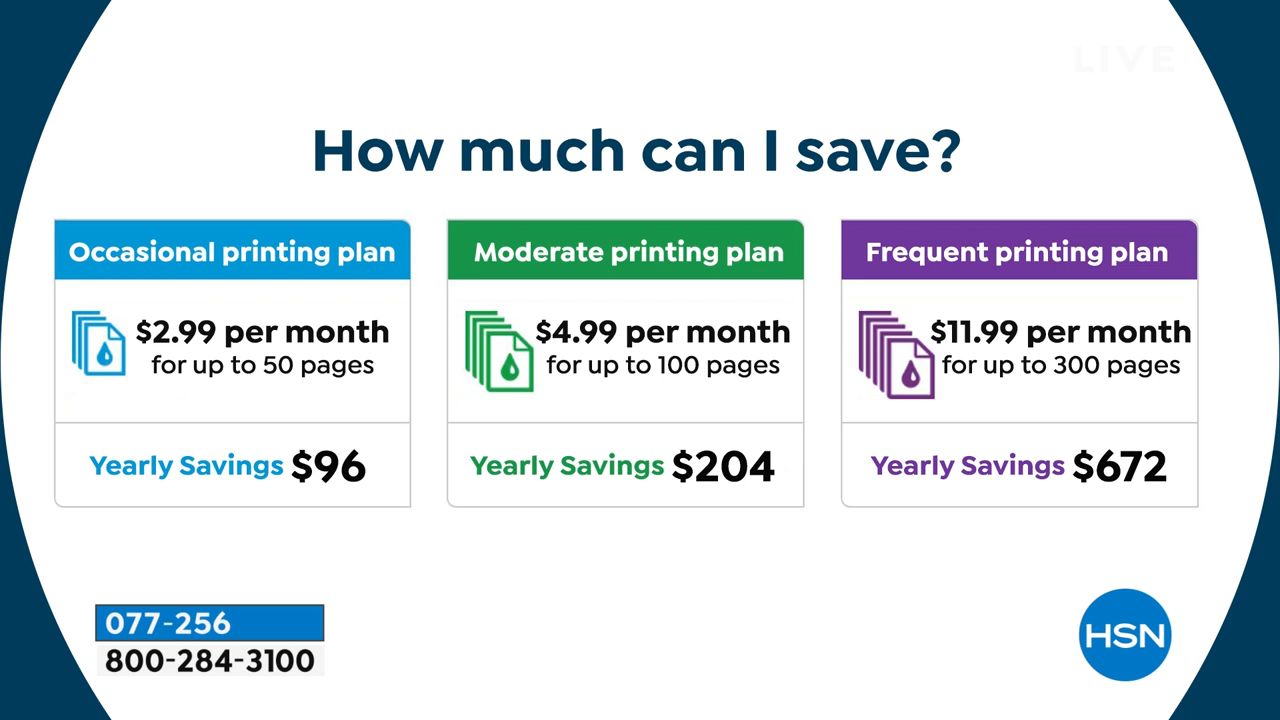 LIVE
How much can I save?
Occasional printing plan
$2.99 per month
for up to 50 pages
Yearly Savings $96
Moderate printing plan
$4.99 per month
for up to 100 pages
Yearly Savings $204
Frequent printing plan
$11.99 per month
for up to 300 pages
Yearly Savings $672
077-256
800-284-3100
HSN